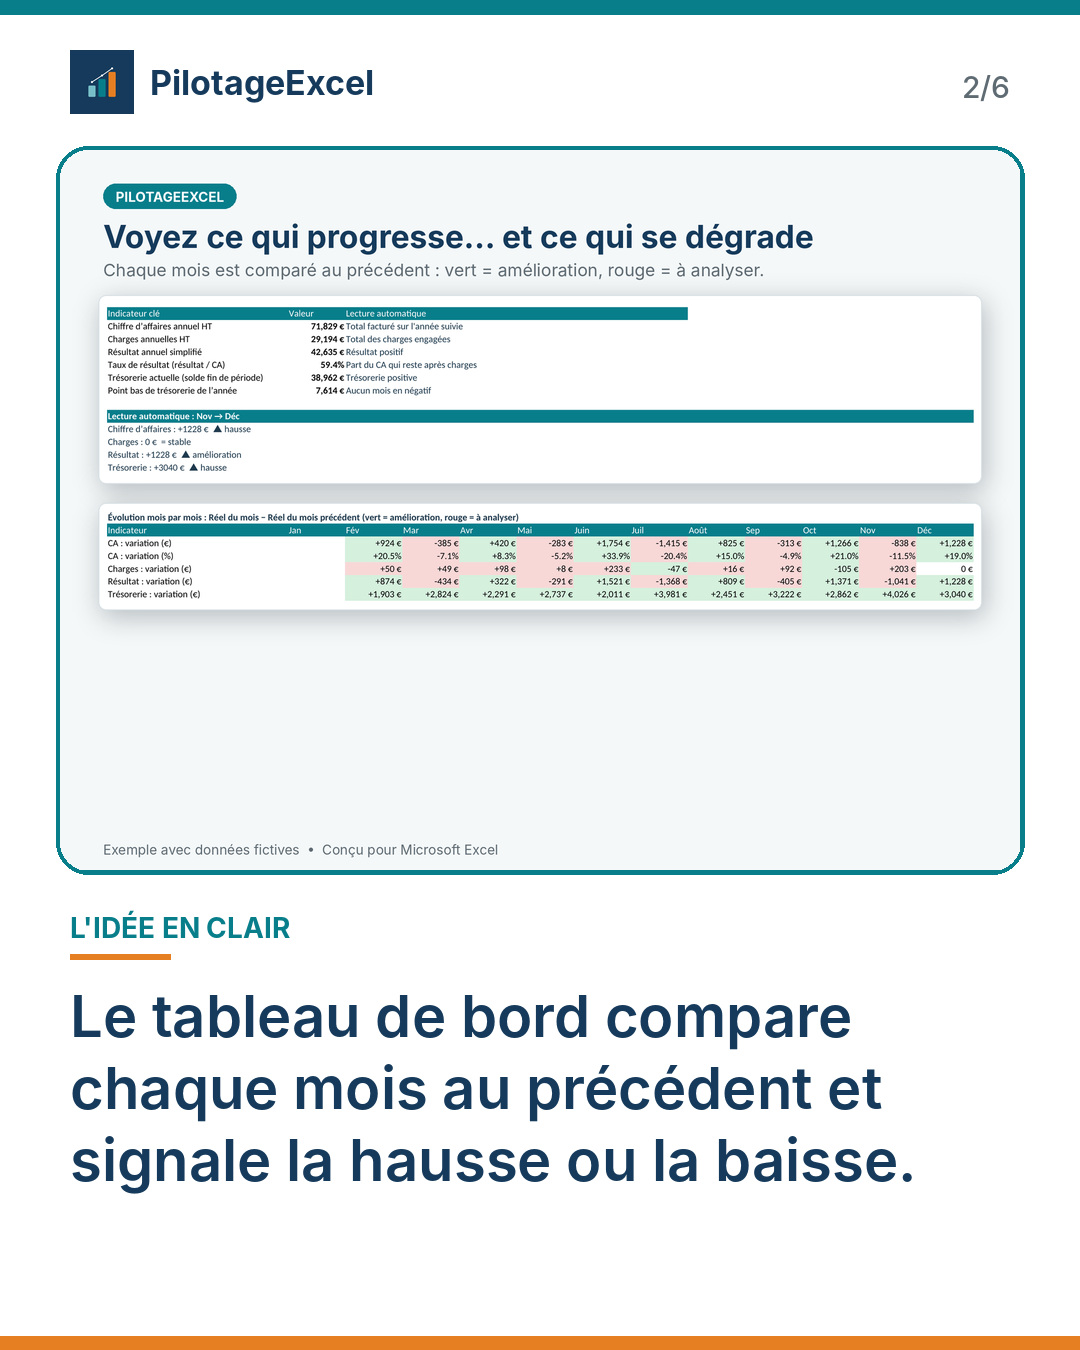 PilotageExcel
2/6
PILOTAGEEXCEL
Voyez ce qui progresse... et ce qui se dégrade
Chaque mois est comparé au précédent : vert = amélioration, rouge = à analyser.
Indicateur clé Valeur Lecture automatique
Chiffre d'affaires annuel HT 71,829 € Total facturé sur l'année suivie
Charges annuelles HT 29,194 € Total des charges engagées
Résultat annuel simplifié 42,635 € Résultat positif
Taux de résultat (résultat / CA) 59.4% Part du CA qui reste après charges
Trésorerie actuelle (solde fin de période) 38,962 € Trésorerie positive
Point bas de trésorerie de l'année 7,614 € Aucun mois en négatif
Lecture automatique : Nov → Déc
Chiffre d'affaires : +1228 € ▲ hausse
Charges : 0 € = stable
Résultat : +1228 € ▲ amélioration
Trésorerie : +3040 € ▲ hausse
Évolution mois par mois : Réel du mois − Réel du mois précédent (vert = amélioration, rouge = à analyser)
Indicateur Jan Fév Mar Avr Mai Juin Juil Août Sep Oct Nov Déc
CA : variation (€) +924 € -385 € +420 € -283 € +1,754 € -1,415 € +825 € -313 € +1,266 € -838 € +1,228 €
CA : variation (%) +20.5% -7.1% +8.3% -5.2% +33.9% -20.4% +15.0% -4.9% +21.0% -11.5% +19.0%
Charges : variation (€) +50 € +49 € +98 € +8 € +233 € -47 € +16 € +92 € -105 € +203 € 0 €
Résultat : variation (€) +874 € -434 € +322 € -291 € +1,521 € -1,368 € +809 € -405 € +1,371 € -1,041 € +1,228 €
Trésorerie : variation (€) +1,903 € +2,824 € +2,291 € +2,737 € +2,011 € +3,981 € +2,451 € +3,222 € +2,862 € +4,026 € +3,040 €
Exemple avec données fictives • Conçu pour Microsoft Excel
L'IDÉE EN CLAIR
Le tableau de bord compare
chaque mois au précédent et
signale la hausse ou la baisse.